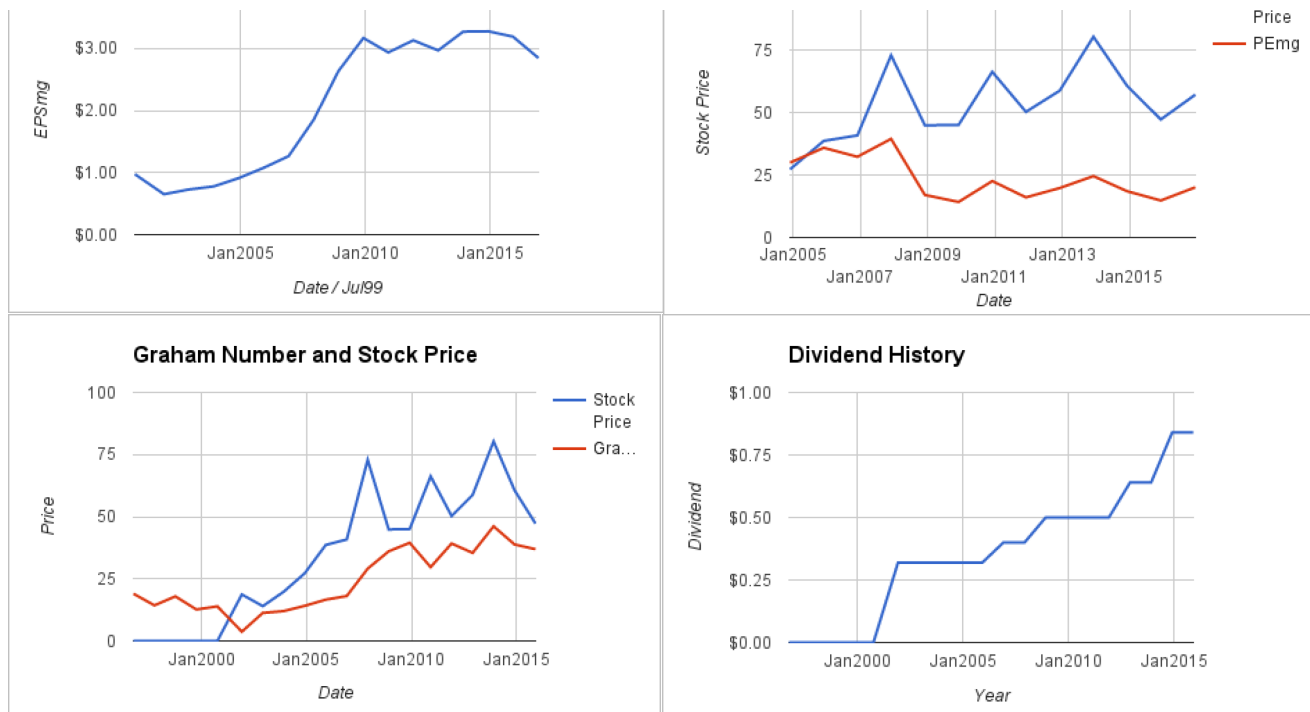 $3.00
$2.00
$1.00
$0.00
EPSmg
Jan2005
Jan2010
Jan2015
Date / Jul99
Price
PEmg
75
50
25
0
Stock Price
Jan2005
Jan2009
Jan2013
Jan2007
Jan2011
Jan2015
Date
Graham Number and Stock Price
100
75
50
25
0
Price
Stock
Price
Gra...
Jan2000
Jan2005
Jan2010
Jan2015
Date
Dividend History
$1.00
$0.75
$0.50
$0.25
$0.00
Dividend
Jan2000
Jan2005
Jan2010
Jan2015
Year